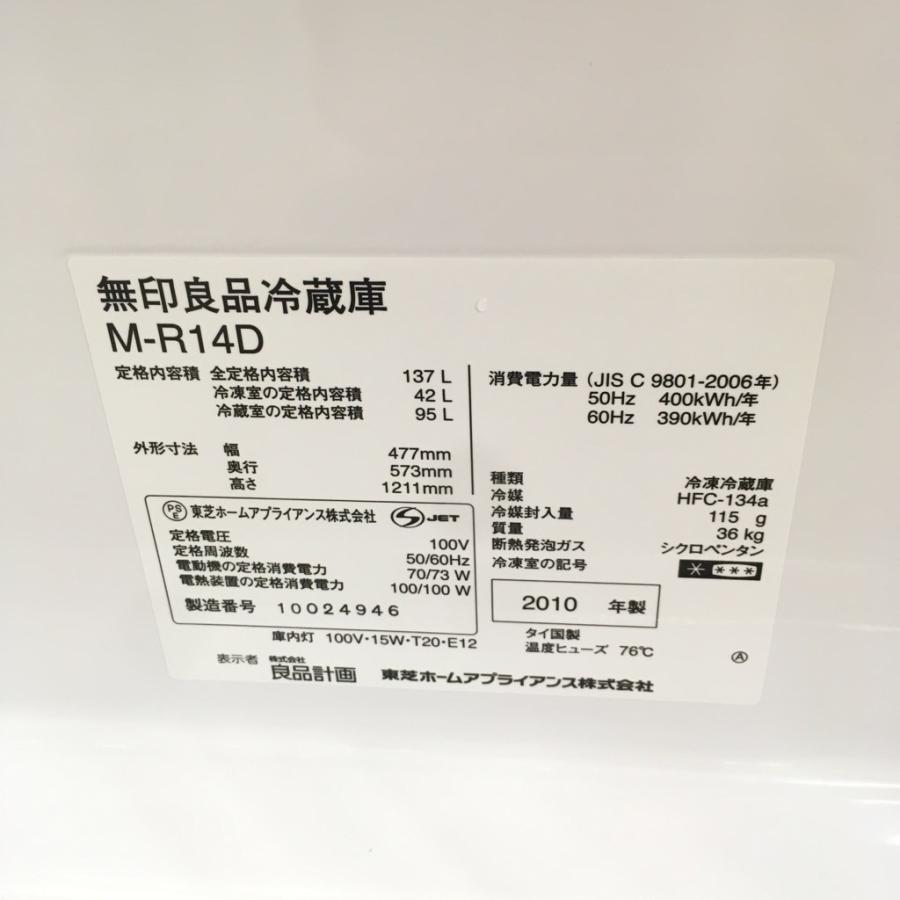 無印良品冷蔵庫
M-R14D
定格内容積 全定格内容積 137 L
冷凍室の定格内容積 42 L
冷蔵室の定格内容積 95 L
外形寸法 幅 477mm
奥行 573mm
高さ 1211mm
PSE 東芝ホームアプライアンス株式会社 JET
定格電圧 100V
定格周波数 50/60Hz
電動機の定格消費電力 70/73 W
電熱装置の定格消費電力 100/100 W
製造番号 10024946
庫内灯 100V・15W・T20・E12
消費電力量 (JIS C 9801-2006年)
50Hz 400kWh/年
60Hz 390kWh/年
種類 冷凍冷蔵庫
冷媒 HFC-134a
冷媒封入量 115 g
質量 36 kg
断熱発泡ガス シクロペンタン
冷凍室の記号 * ***
2010 年製
タイ国製
温度ヒューズ 76℃
Ⓐ
表示者 株式会社 良品計画 東芝ホームアプライアンス株式会社